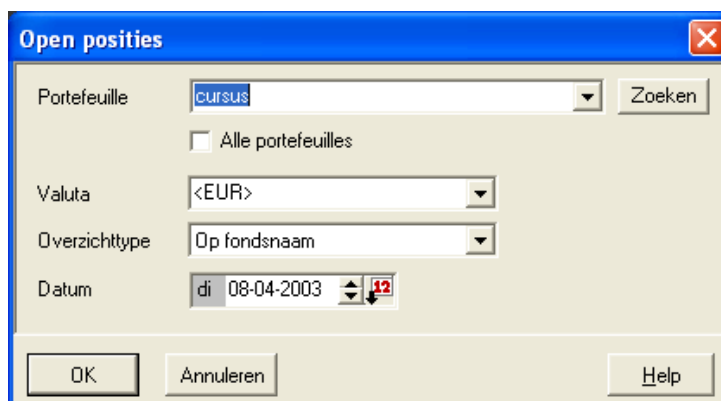 Open posities
Portefeuille cursus Zoeken
Alle portefeuilles
Valuta <EUR>
Overzichttype Op fondsnaam
Datum di 08-04-2003 12
OK Annuleren Help